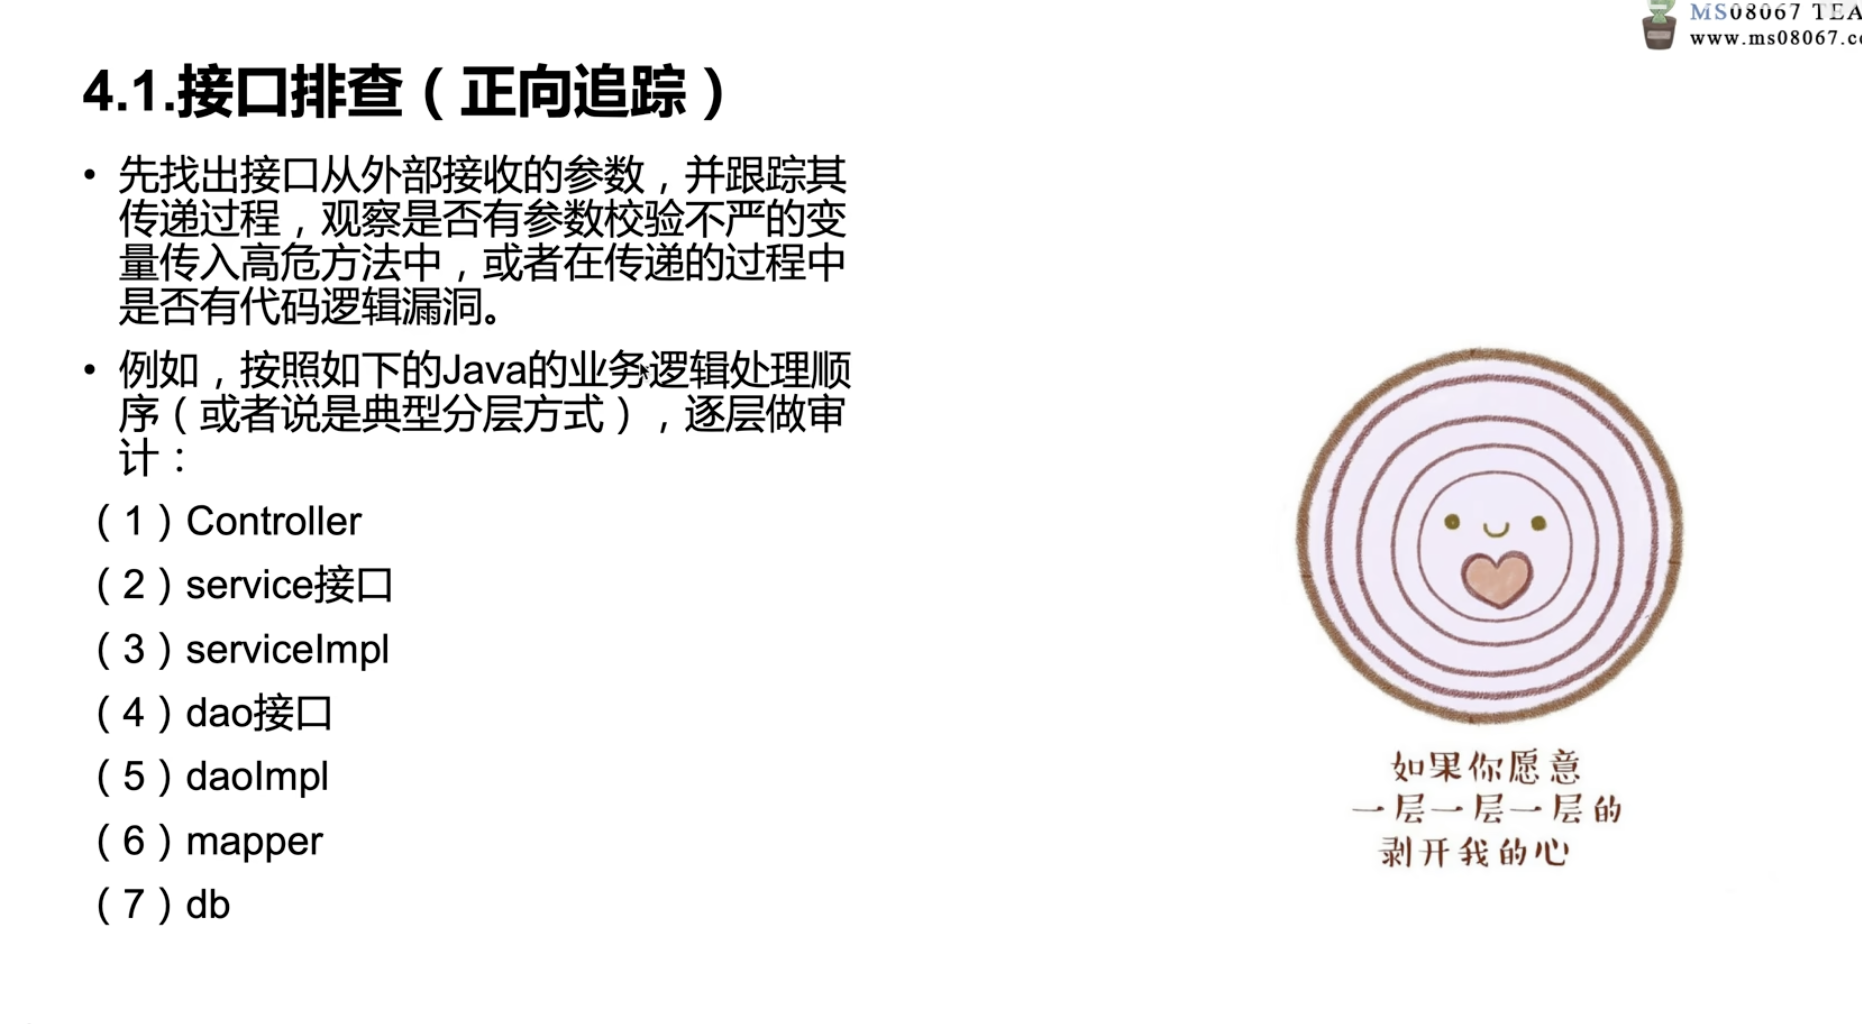 MS08067 TEA
www.ms08067.c
4.1.接口排查（正向追踪）
• 先找出接口从外部接收的参数，并跟踪其
传递过程，观察是否有参数校验不严的变
量传入高危方法中，或者在传递的过程中
是否有代码逻辑漏洞。
• 例如，按照如下的Java的业务逻辑处理顺
序（或者说是典型分层方式），逐层做审
计：
（1）Controller
（2）service接口
（3）serviceImpl
（4）dao接口
（5）daoImpl
（6）mapper
（7）db
如果你愿意
一层一层一层的
剥开我的心